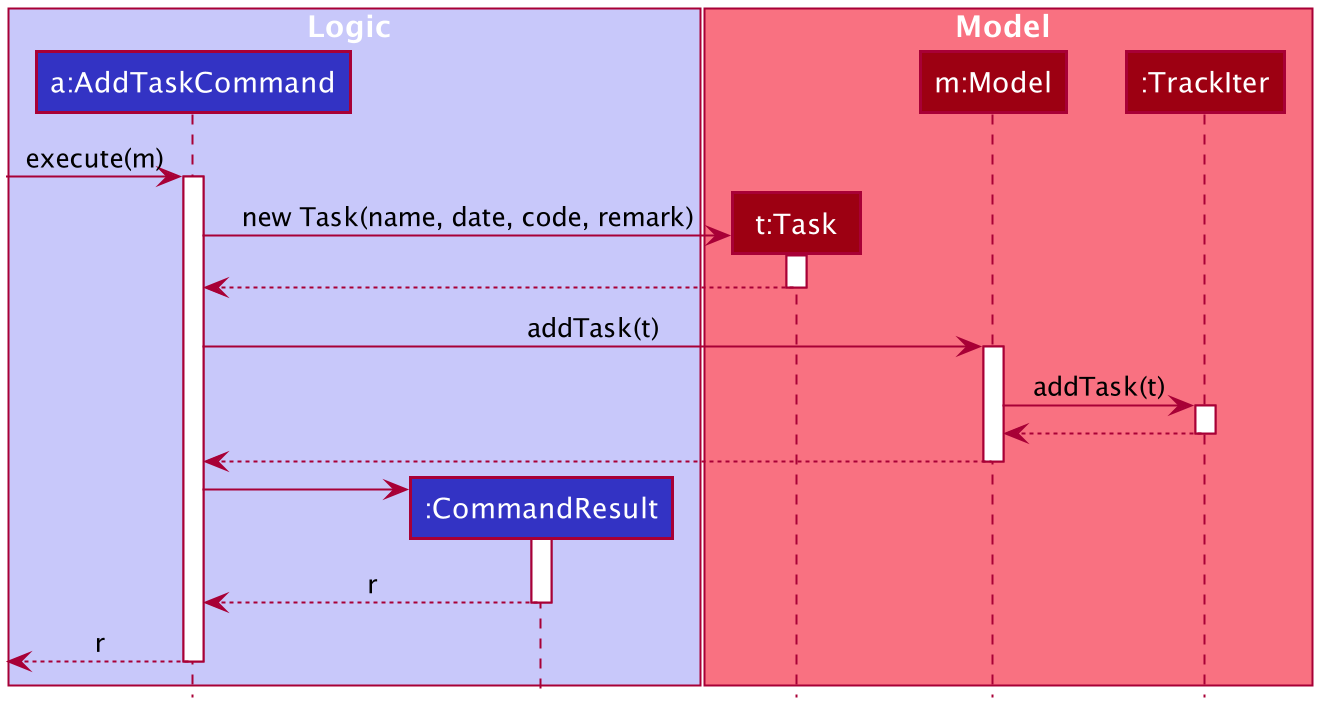 Logic
Model
a:AddTaskCommand
m:Model
:TrackIter
execute(m)
new Task(name, date, code, remark)
t:Task
addTask(t)
addTask(t)
:CommandResult
r
r